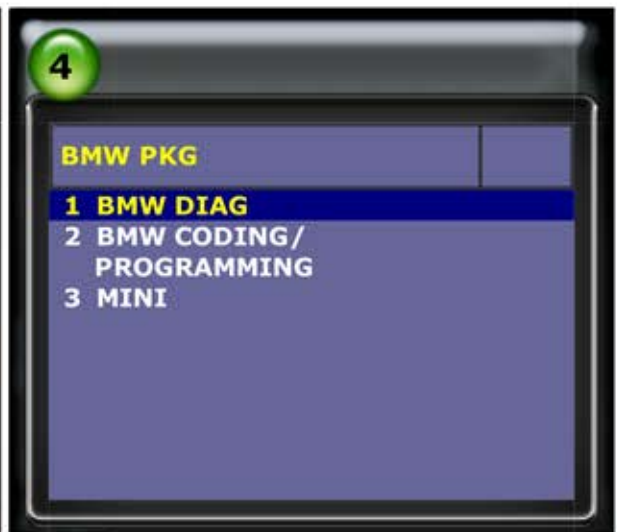 4
BMW PKG
1 BMW DIAG
2 BMW CODING/
PROGRAMMING
3 MINI